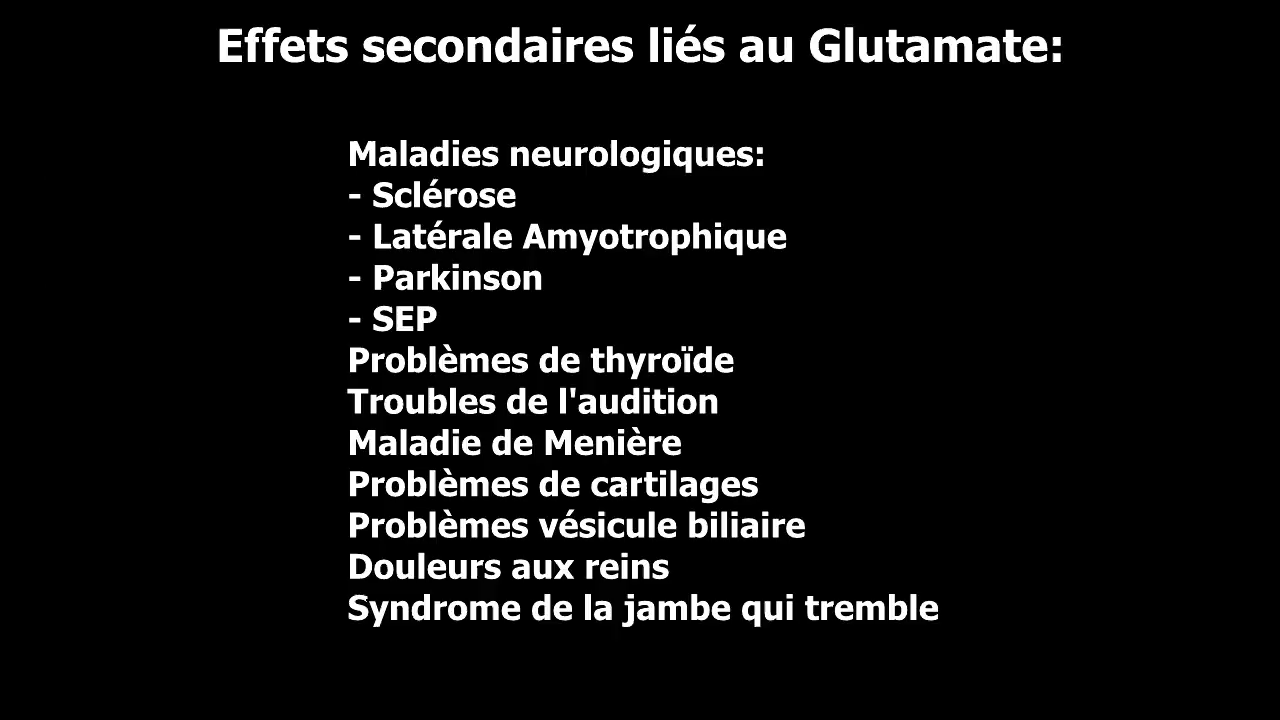 Effets secondaires liés au Glutamate:
Maladies neurologiques:
- Sclérose
- Latérale Amyotrophique
- Parkinson
- SEP
Problèmes de thyroïde
Troubles de l'audition
Maladie de Menière
Problèmes de cartilages
Problèmes vésicule biliaire
Douleurs aux reins
Syndrome de la jambe qui tremble